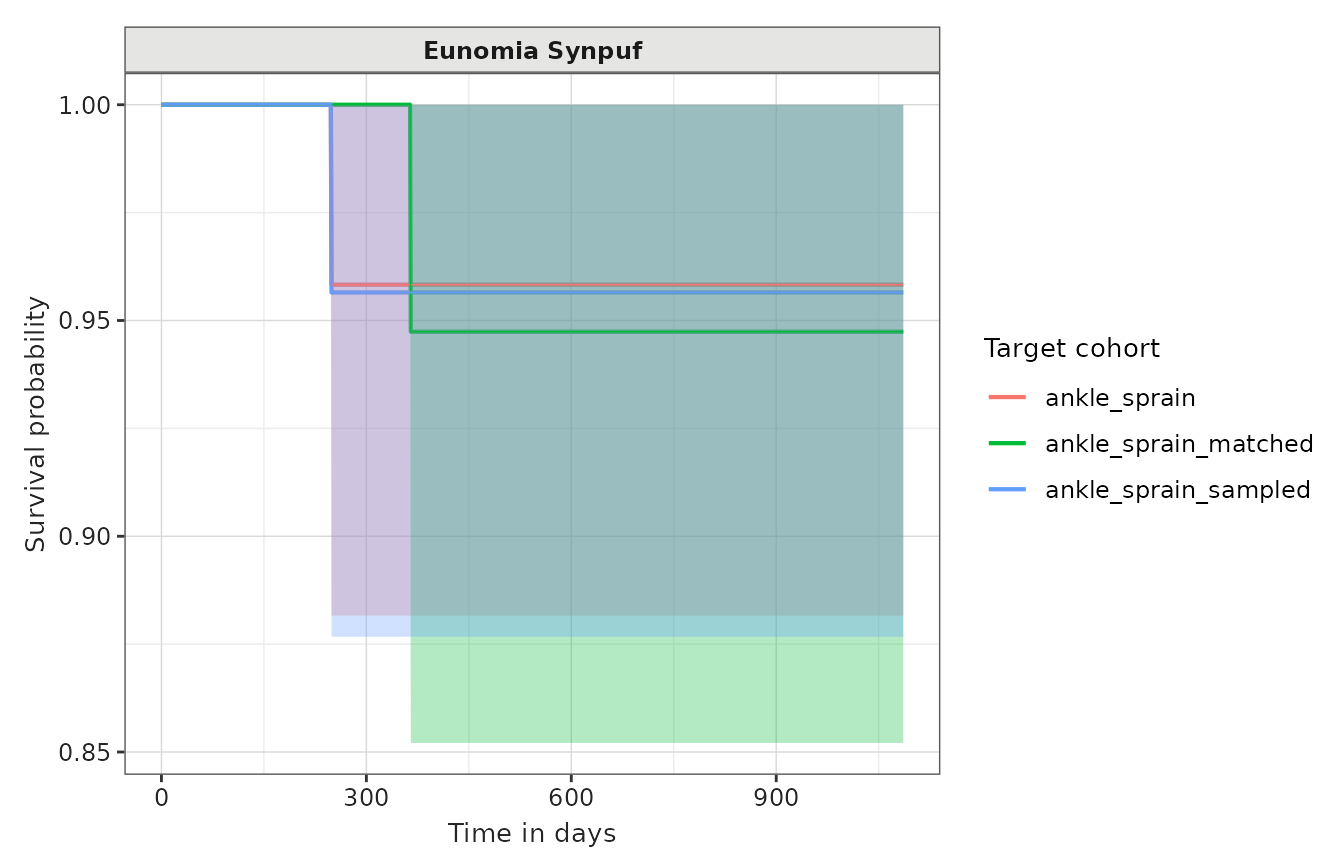 Eunomia Synpuf
Survival probability
1.00
0.95
0.90
0.85
0
300
600
900
Time in days
Target cohort
ankle_sprain
ankle_sprain_matched
ankle_sprain_sampled